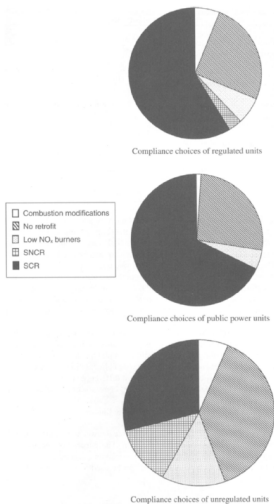 Compliance choices of regulated units
Combustion modifications
No retrofit
Low NOₓ burners
SNCR
SCR
Compliance choices of public power units
Compliance choices of unregulated units